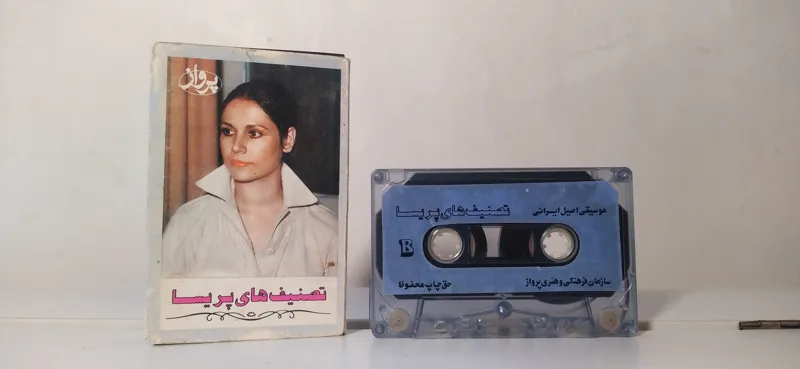 پرواز
تصنیف های پریسا
موسیقی اصیل ایرانی تصنیف های پریسا
B
سازمان فرهنگی و هنری پرواز حق چاپ محفوظ